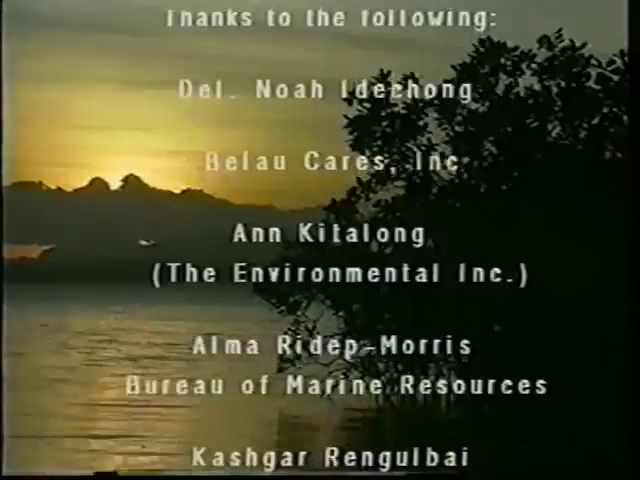 Thanks to the following:
Del. Noah Idechong
Belau Cares, Inc
Ann Kitalong
(The Environmental Inc.)
Alma Ridep-Morris
Bureau of Marine Resources
Kashgar Rengulbai